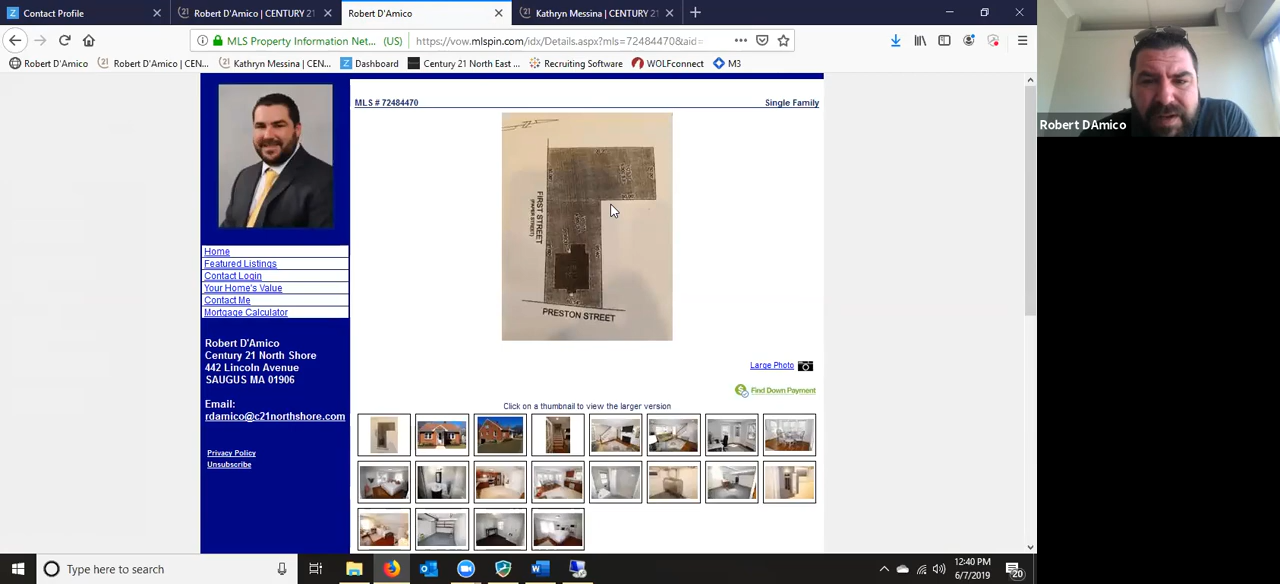 Contact Profile
Robert D'Amico | CENTURY 21
Robert D'Amico
Kathryn Messina | CENTURY 21
MLS Property Information Net... (US)
https://vow.mlspin.com/idx/Details.aspx?mls=72484470&aid=
Robert D'Amico
Robert D'Amico | CEN...
Kathryn Messina | CEN...
Dashboard
Century 21 North East ...
Recruiting Software
WOLFconnect
M3
Robert DAmico
MLS # 72484470
Single Family
FIRST STREET
(PAPER STREET)
PRESTON STREET
Home
Featured Listings
Contact Login
Your Home's Value
Contact Me
Mortgage Calculator
Robert D'Amico
Century 21 North Shore
442 Lincoln Avenue
SAUGUS MA 01906
Email:
rdamico@c21northshore.com
Privacy Policy
Unsubscribe
Large Photo
Find Down Payment
Click on a thumbnail to view the larger version
Type here to search
12:40 PM
6/7/2019
20